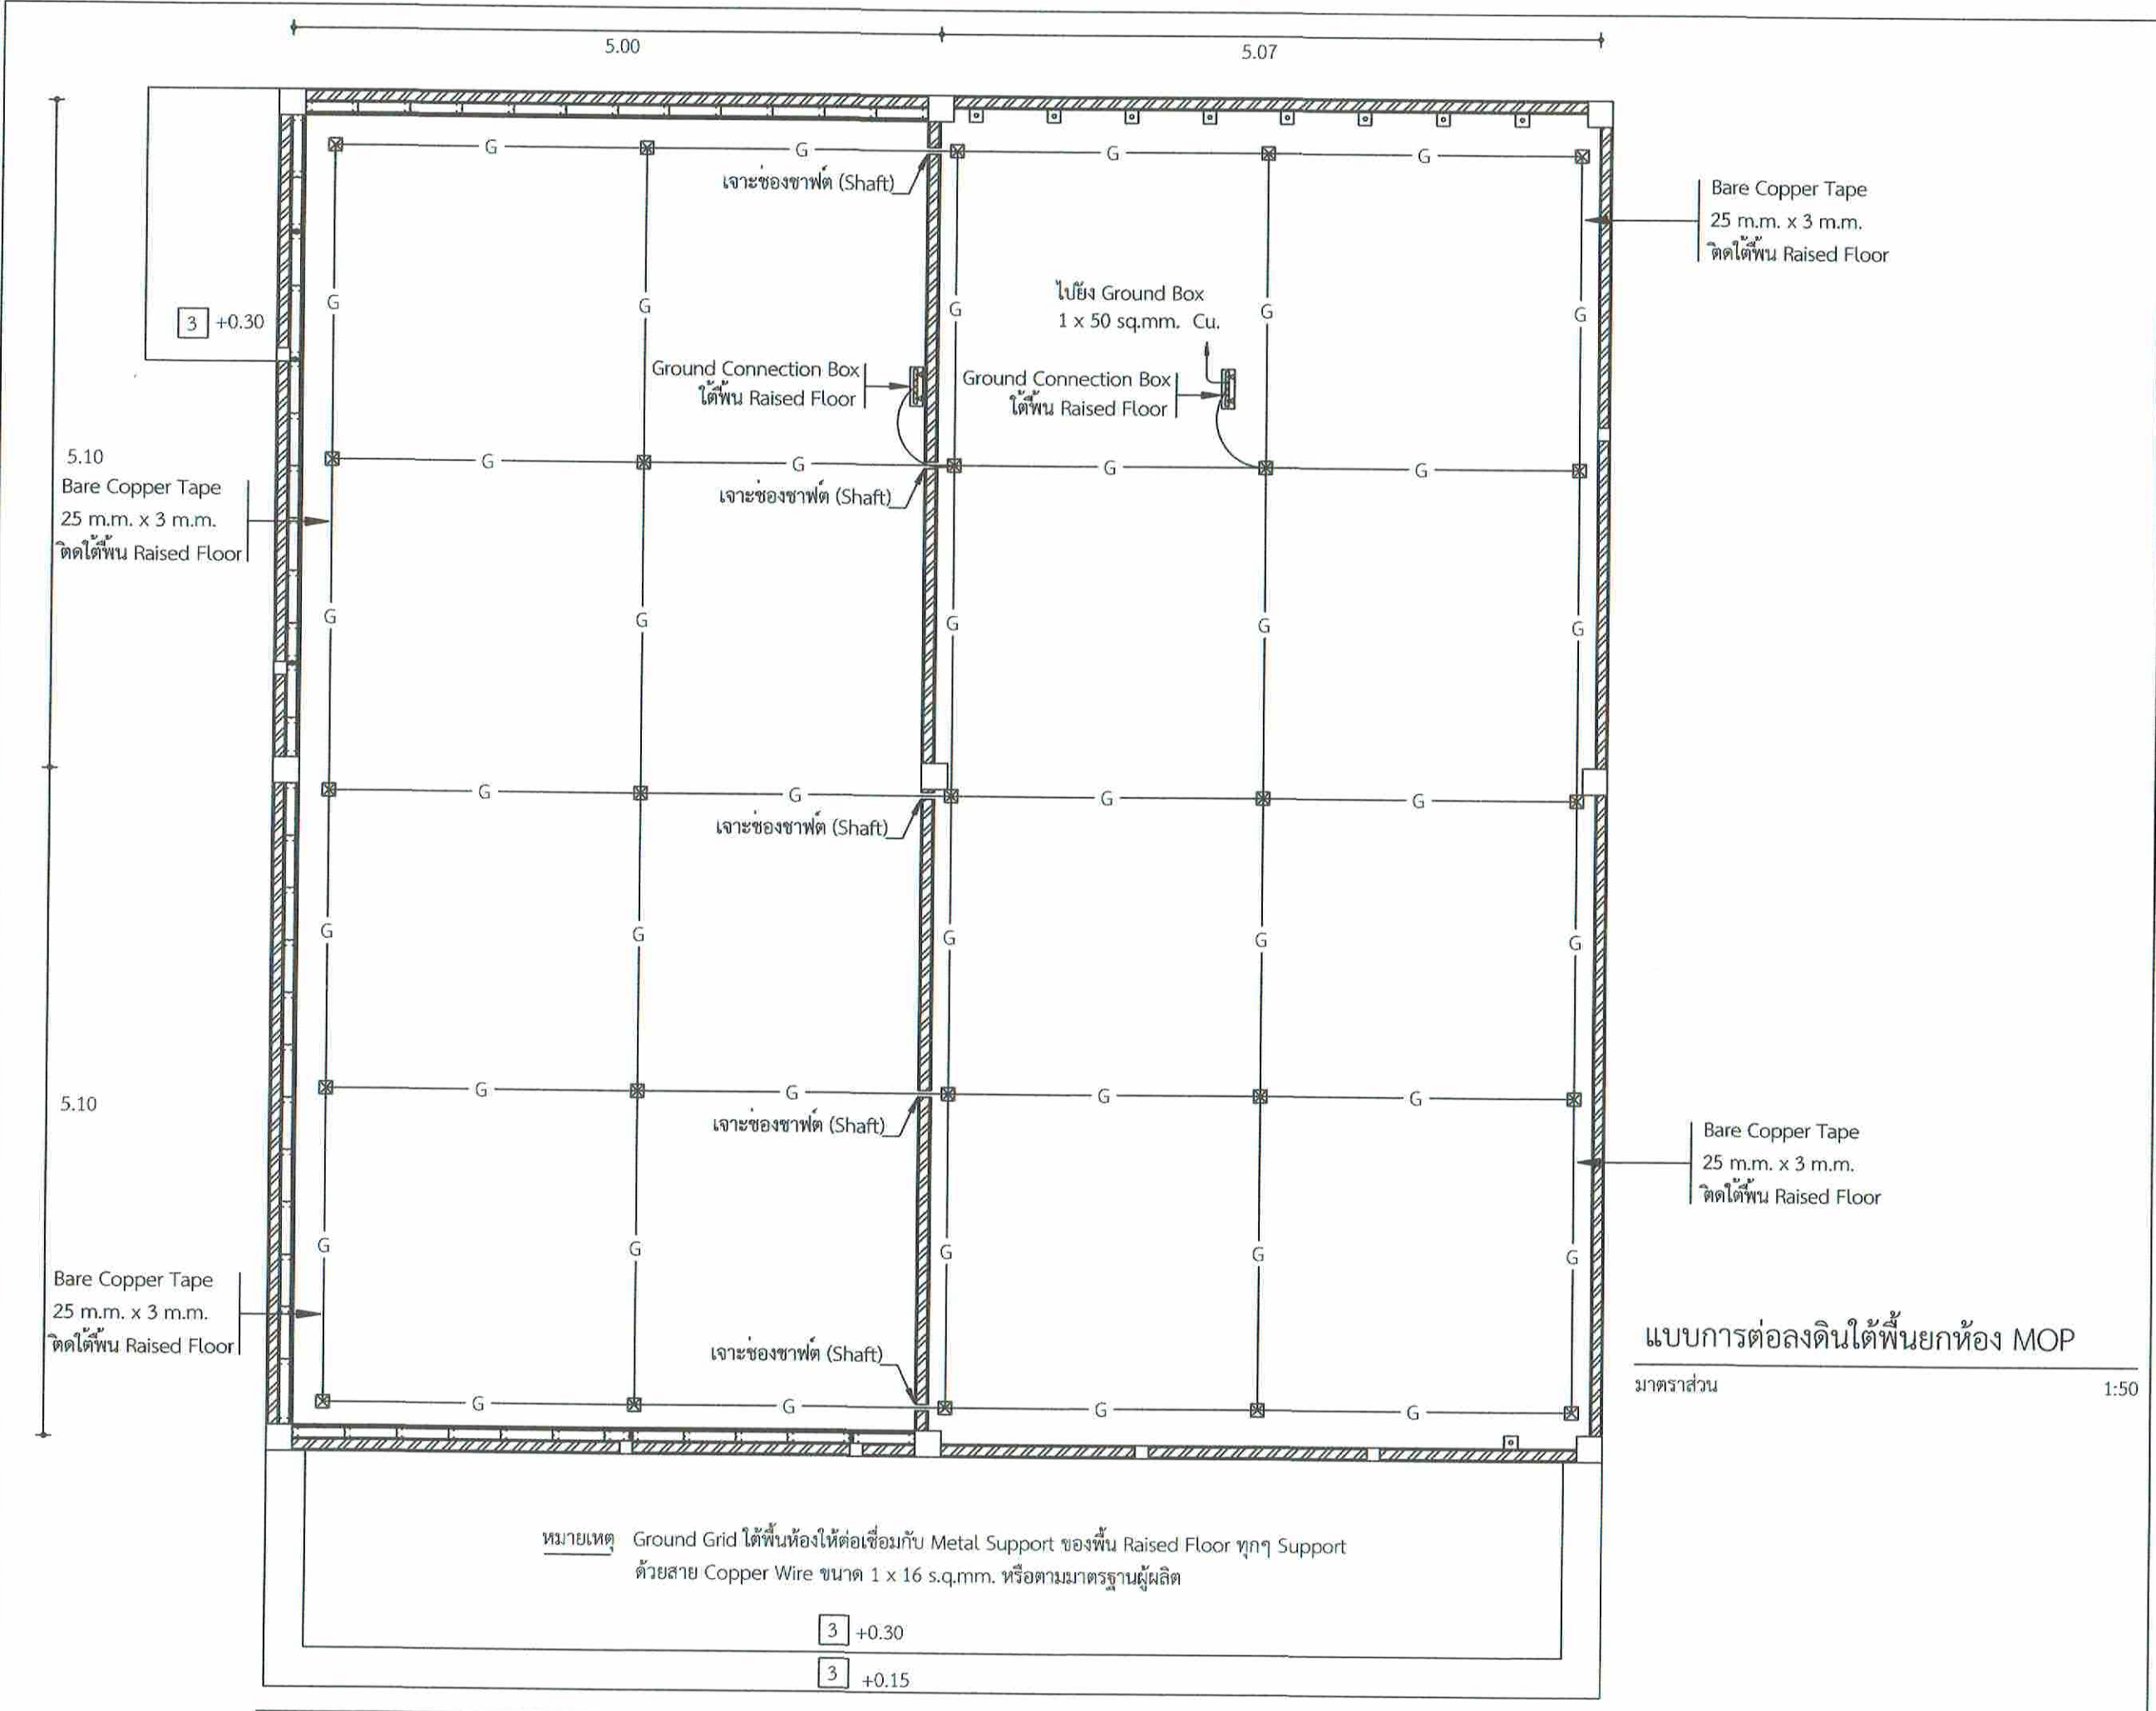 5.00
5.07
G G G G
เจาะช่องชาฟต์ (Shaft)
Bare Copper Tape
25 m.m. x 3 m.m.
ติดใต้พื้น Raised Floor
G G G G G
ไปยัง Ground Box
1 x 50 sq.mm. Cu.
3 +0.30
Ground Connection Box
ใต้พื้น Raised Floor
Ground Connection Box
ใต้พื้น Raised Floor
5.10
G G G G
เจาะช่องชาฟต์ (Shaft)
Bare Copper Tape
25 m.m. x 3 m.m.
ติดใต้พื้น Raised Floor
G G G G G
G G G G
เจาะช่องชาฟต์ (Shaft)
G G G G G
5.10
G G G G
เจาะช่องชาฟต์ (Shaft)
Bare Copper Tape
25 m.m. x 3 m.m.
ติดใต้พื้น Raised Floor
G G G G G
Bare Copper Tape
25 m.m. x 3 m.m.
ติดใต้พื้น Raised Floor
เจาะช่องชาฟต์ (Shaft)
G G G G
แบบการต่อลงดินใต้พื้นยกห้อง MOP
มาตราส่วน 1:50
หมายเหตุ Ground Grid ใต้พื้นห้องให้ต่อเชื่อมกับ Metal Support ของพื้น Raised Floor ทุกๆ Support
ด้วยสาย Copper Wire ขนาด 1 x 16 s.q.mm. หรือตามมาตรฐานผู้ผลิต
3 +0.30
3 +0.15